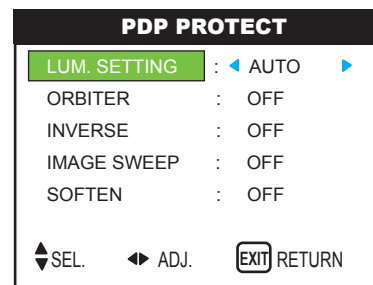 PDP PROTECT
LUM. SETTING : AUTO
ORBITER : OFF
INVERSE : OFF
IMAGE SWEEP : OFF
SOFTEN : OFF
SEL. ADJ. EXIT RETURN